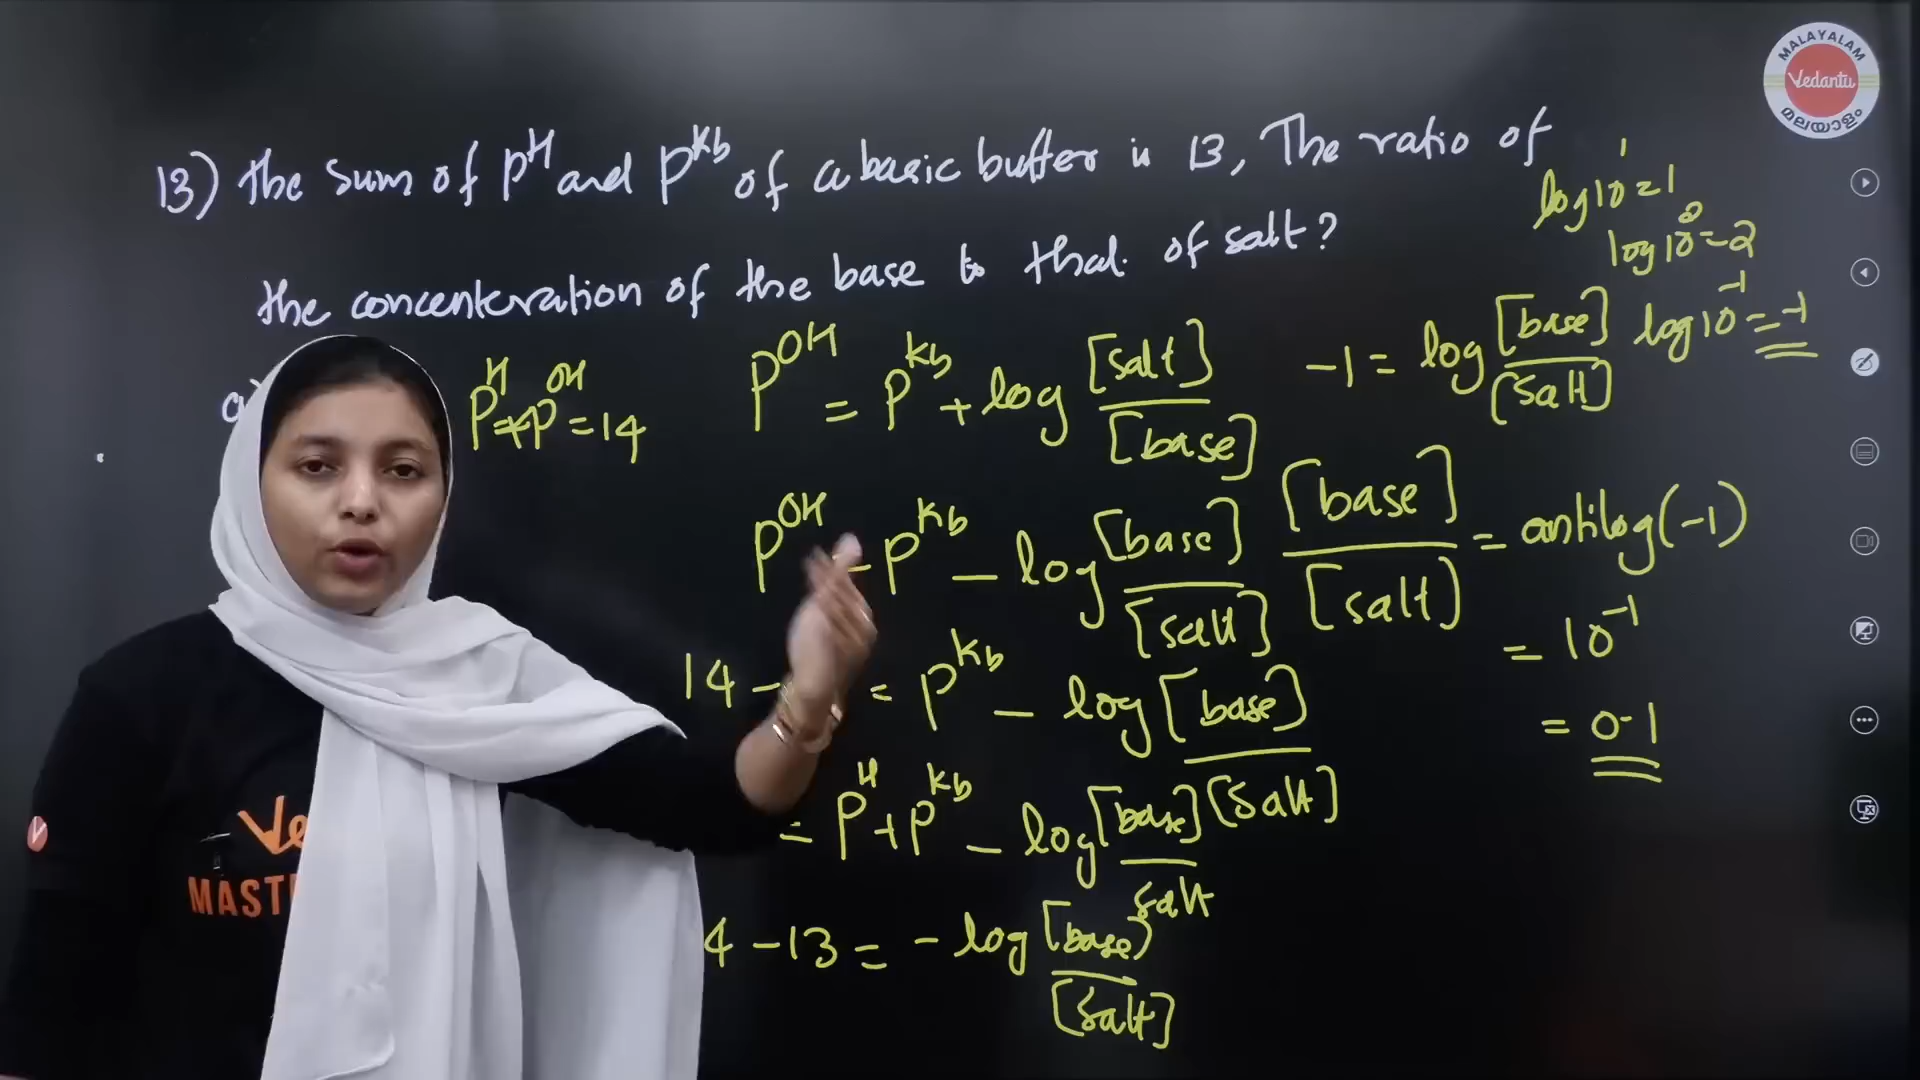 MALAYALAM
Vedantu
മലയാളം
13) the sum of pH and pKb of a basic buffer is 13, The ratio of
the concenteration of the base to that. of salt?
log10¹=1
log10⁰=2
log10⁻¹=-1
a)
pH+pOH=14
pOH = pKb + log [salt]/[base]
pOH = pKb – log [base]/[salt]
14 - = pKb – log [base]/[salt]
= pH+pKb – log [base]/salt
4 -13 = - log [base]/[salt]
-1 = log [base]/[salt]
[base]/[salt] = antilog(-1)
= 10⁻¹
= 0.1
Ve
MAST